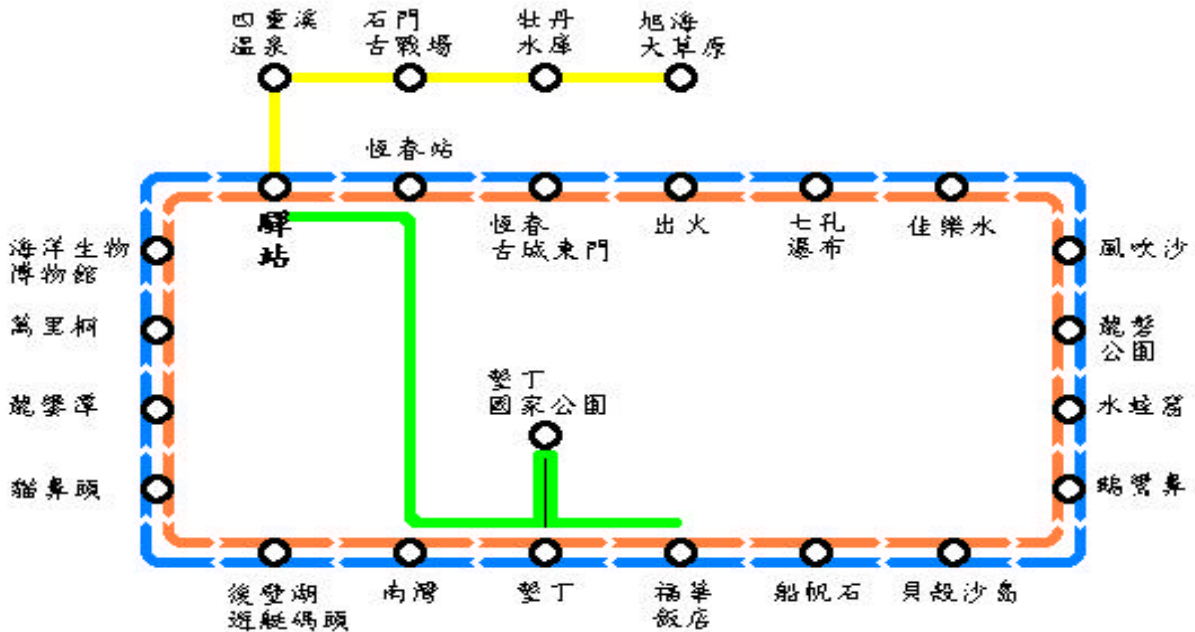 四重溪
溫泉
石門
古戰場
牡丹
水庫
旭海
大草原
恆春站
驛
站
恆春
古城東門
出火
七孔
瀑布
佳樂水
海洋生物
博物館
風吹沙
萬里桐
龍磐
公園
墾丁
國家公園
龍鑾潭
水蛙窟
貓鼻頭
鵝鑾鼻
後壁湖
遊艇碼頭
南灣
墾丁
福華
飯店
船帆石
貝殼沙島